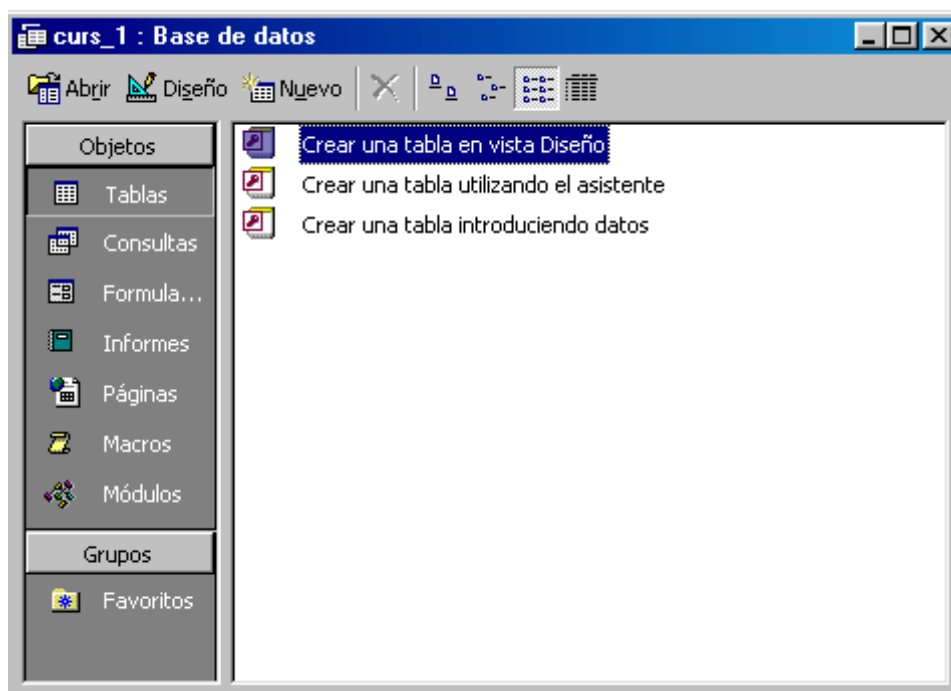 curs_1 : Base de datos
Abrir Diseño Nuevo
Objetos
Tablas
Consultas
Formula...
Informes
Páginas
Macros
Módulos
Grupos
Favoritos
Crear una tabla en vista Diseño
Crear una tabla utilizando el asistente
Crear una tabla introduciendo datos